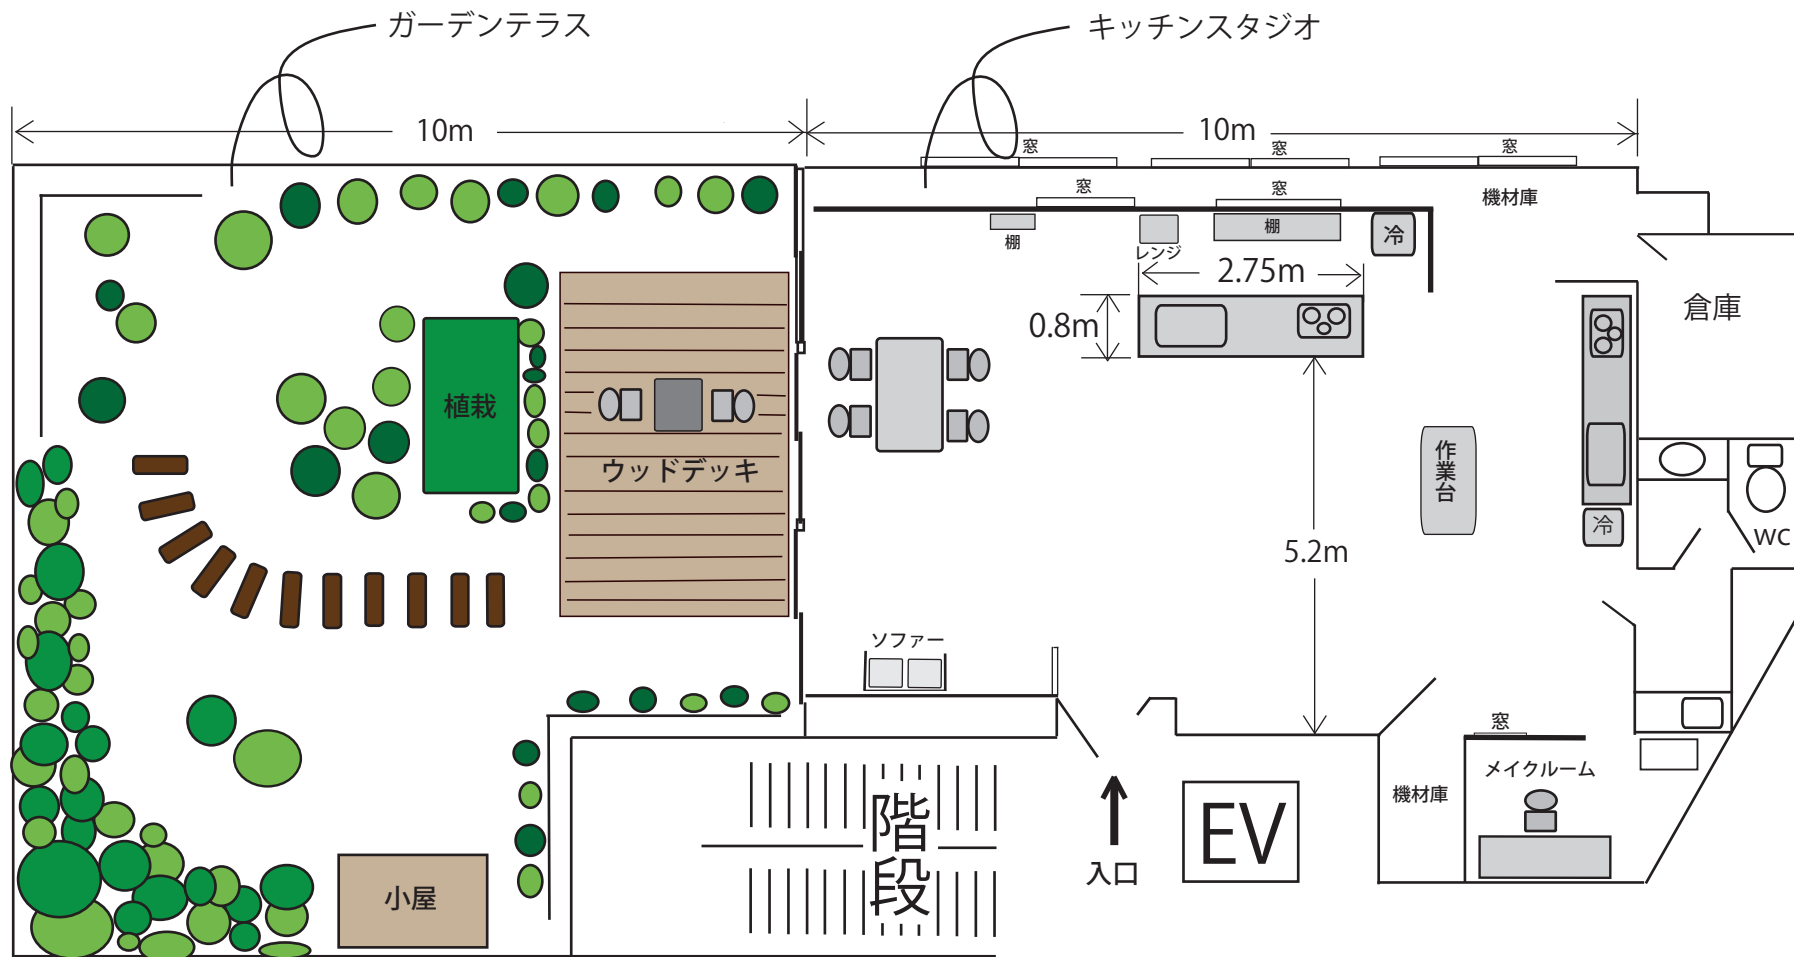 ガーデンテラス
キッチンスタジオ
10m
10m
窓
窓
窓
窓
窓
機材庫
棚
レンジ
棚
冷
2.75m
0.8m
倉庫
植栽
ウッドデッキ
作業台
冷
WC
5.2m
ソファー
窓
メイクルーム
機材庫
階段
入口
EV
小屋